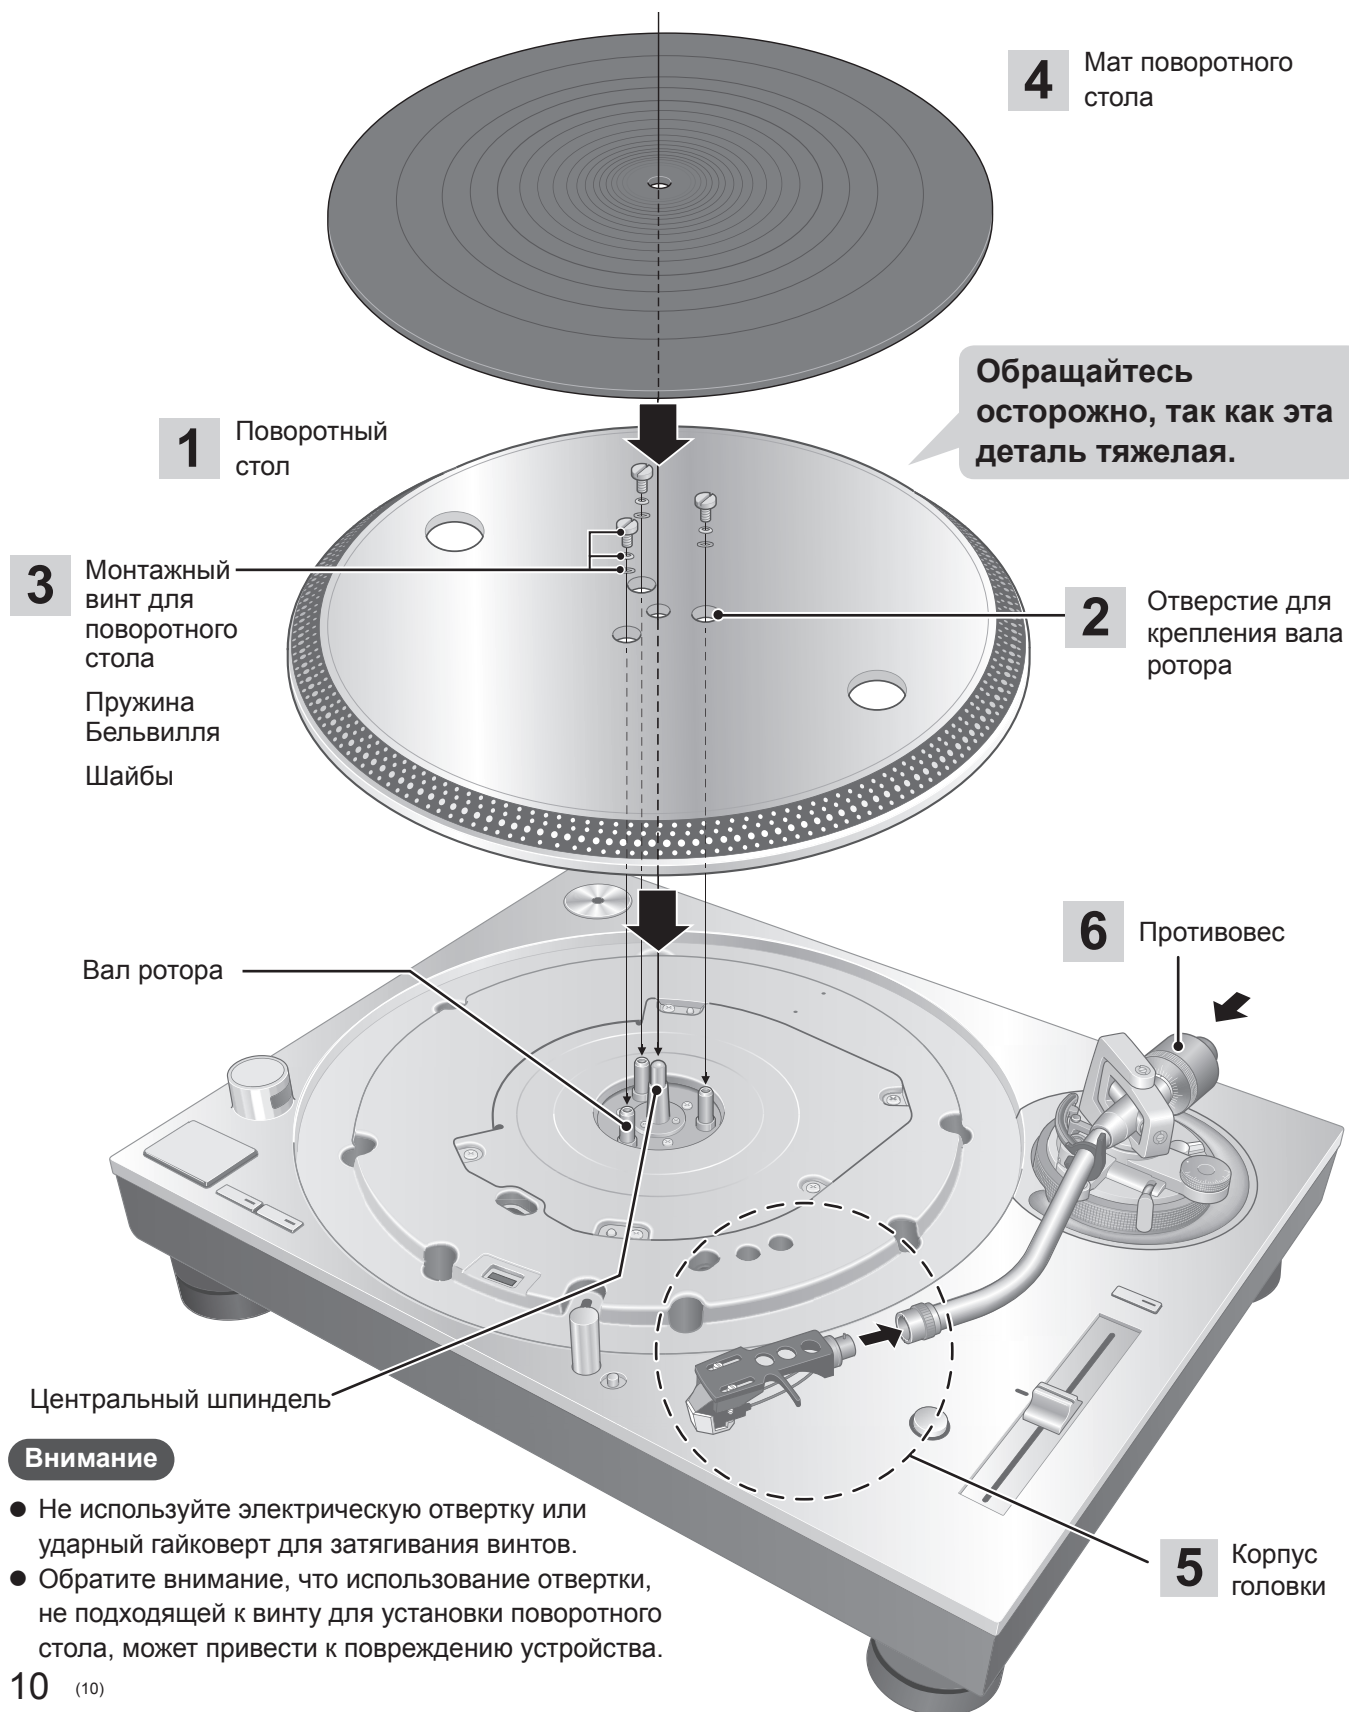 4
Мат поворотного
стола
Обращайтесь
осторожно, так как эта
деталь тяжелая.
1
Поворотный
стол
3
Монтажный
винт для
поворотного
стола
Пружина
Бельвилля
Шайбы
2
Отверстие для
крепления вала
ротора
6
Противовес
Вал ротора
Центральный шпиндель
Внимание
● Не используйте электрическую отвертку или
ударный гайковерт для затягивания винтов.
● Обратите внимание, что использование отвертки,
не подходящей к винту для установки поворотного
стола, может привести к повреждению устройства.
5
Корпус
головки
10 (10)